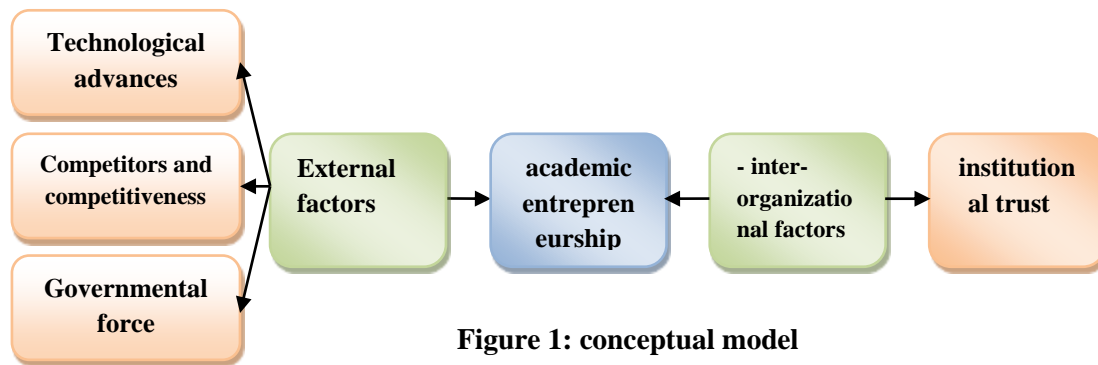 Technological
advances
Competitors and
competitiveness
Governmental
force
External
factors
academic
entrepren
eurship
- inter-
organizatio
nal factors
institution
al trust
Figure 1: conceptual model